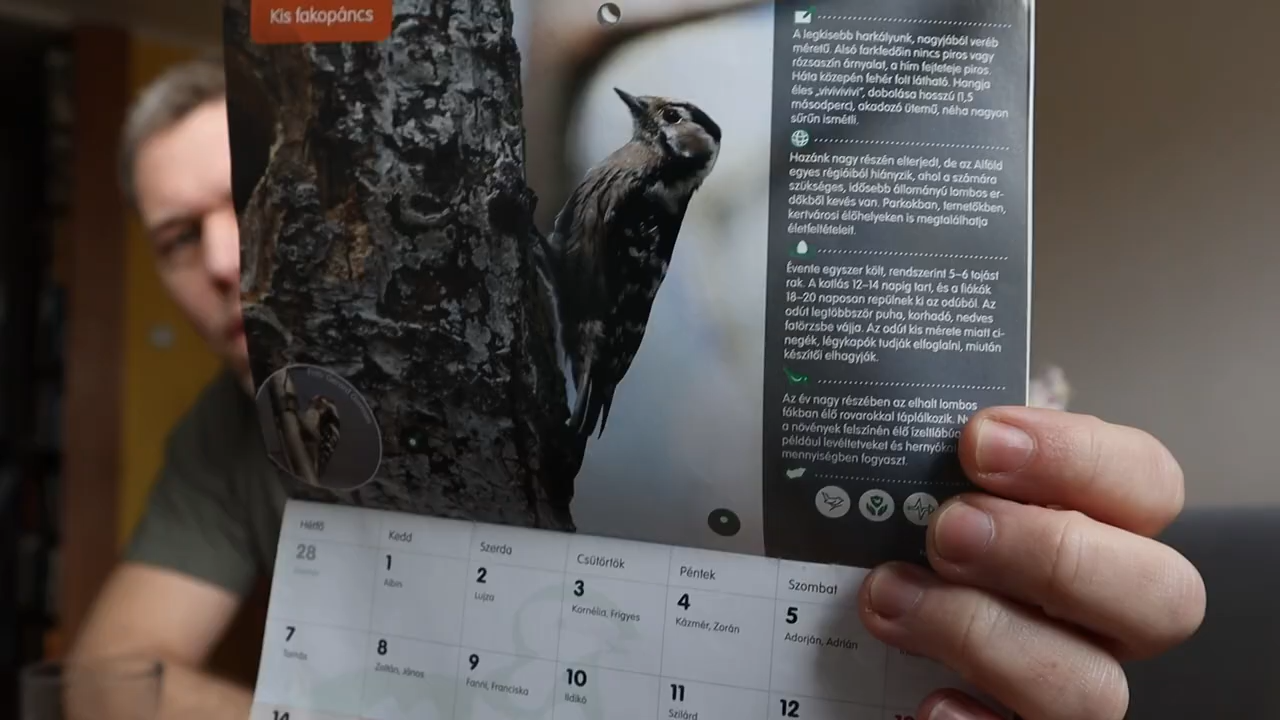 Kis fakopáncs
A legkisebb harkályunk, nagyjából veréb
méretű. Alsó farkfedőin nincs piros vagy
rózsaszín árnyalat, a hím fejteteje piros.
Háta közepén fehér folt látható. Hangja
éles „vivivivivi”, dobolása hosszú (1,5
másodperc), akadozó ütemű, néha nagyon
sűrűn ismétli.
Hazánk nagy részén elterjedt, de az Alföld
egyes régióiból hiányzik, ahol a számára
szükséges, idősebb állományú lombos er-
dőkből kevés van. Parkokban, temetőkben,
kertvárosi élőhelyeken is megtalálhatja
életfeltételeit.
Évente egyszer költ, rendszerint 5–6 tojást
rak. A kotlás 12–14 napig tart, és a fiókák
18–20 naposan repülnek ki az odúból. Az
odút legtöbbször puha, korhadó, nedves
fatörzsbe vájja. Az odút kis mérete miatt ci-
negék, légykapók tudják elfoglalni, miután
készítői elhagyják.
Az év nagy részében az elhalt lombos
fákban élő rovarokkal táplálkozik.
a növények felszínén élő ízeltlábú
például levéltetveket és hernyóka
mennyiségben fogyaszt.
Hétfő Kedd Szerda Csütörtök Péntek Szombat
28 1 2 3 4 5
Albin Lujza Kornélia, Frigyes Kázmér, Zorán Adorján, Adrián
7 8 9 10 11 12
Tamás Zoltán, János Fanni, Franciska Ildikó Szilárd
14